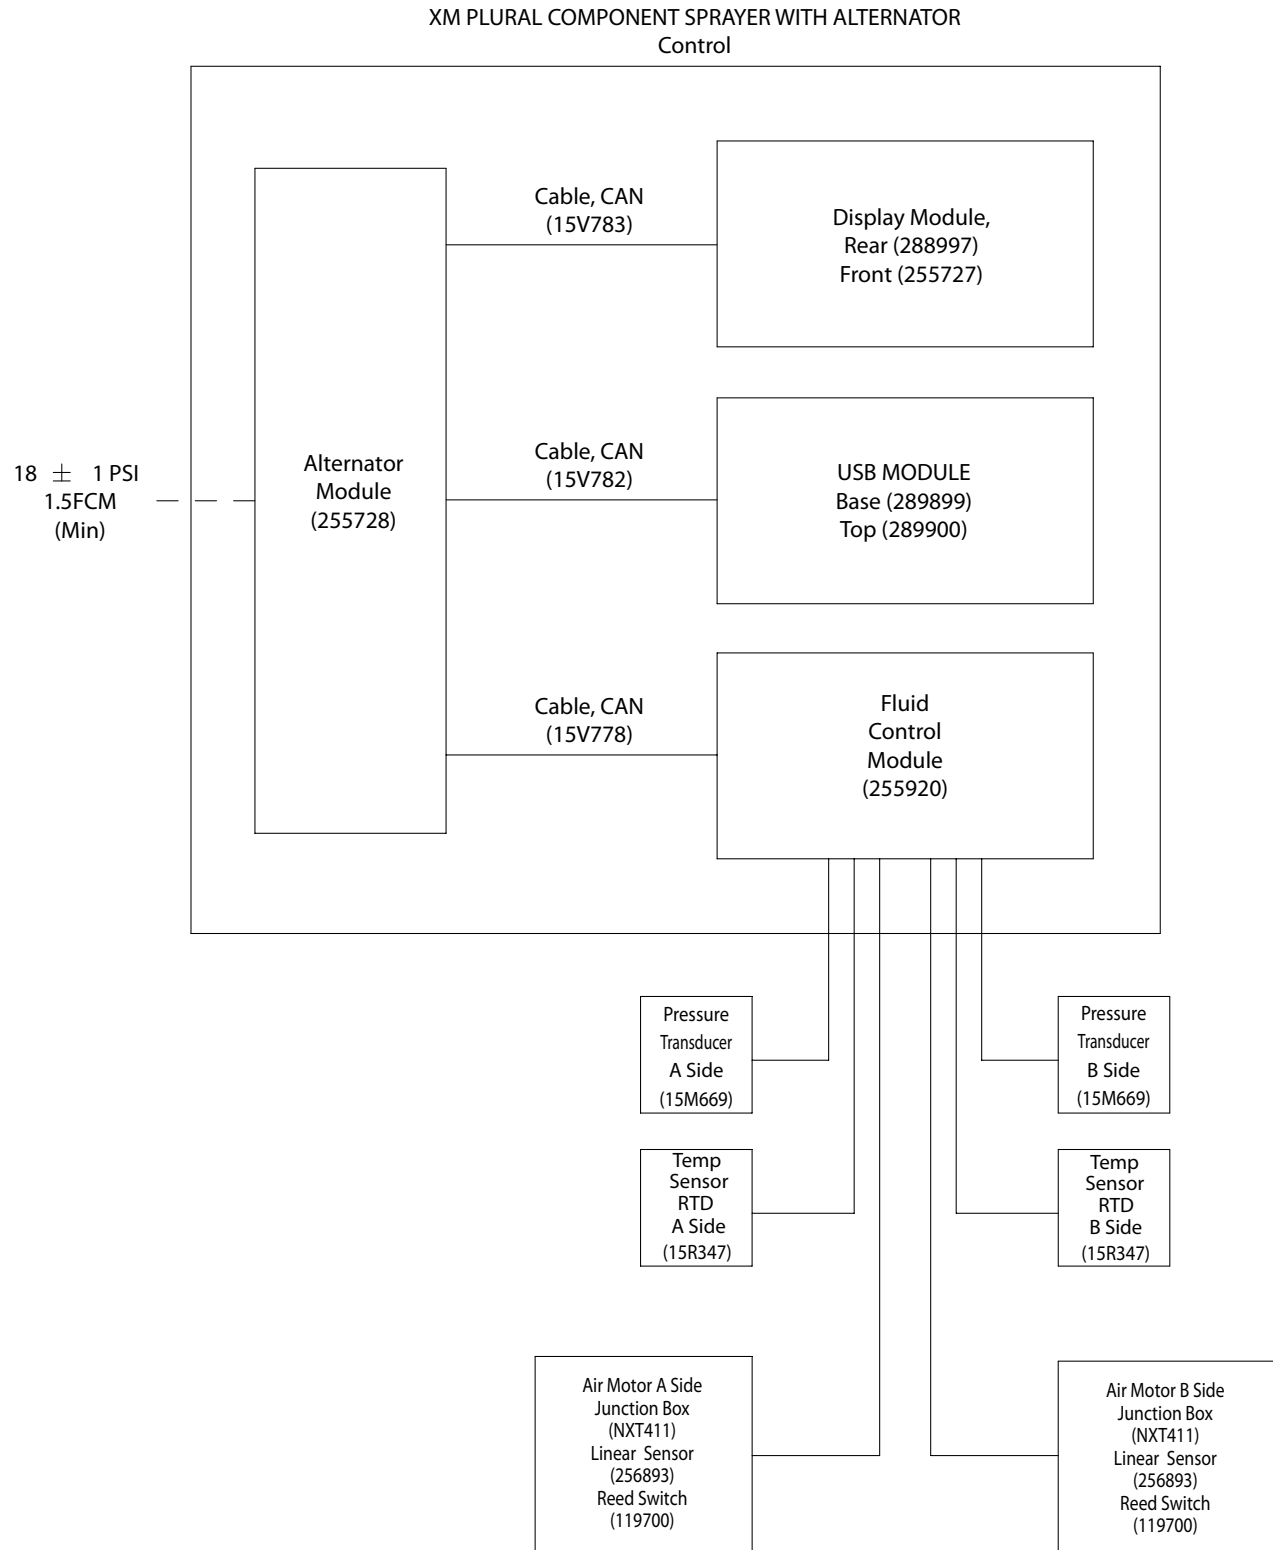 XM PLURAL COMPONENT SPRAYER WITH ALTERNATOR
Control
Cable, CAN
(15V783)
Display Module,
Rear (288997)
Front (255727)
18 ± 1 PSI
1.5FCM
(Min)
Alternator
Module
(255728)
Cable, CAN
(15V782)
USB MODULE
Base (289899)
Top (289900)
Cable, CAN
(15V778)
Fluid
Control
Module
(255920)
Pressure
Transducer
A Side
(15M669)
Pressure
Transducer
B Side
(15M669)
Temp
Sensor
RTD
A Side
(15R347)
Temp
Sensor
RTD
B Side
(15R347)
Air Motor A Side
Junction Box
(NXT411)
Linear Sensor
(256893)
Reed Switch
(119700)
Air Motor B Side
Junction Box
(NXT411)
Linear Sensor
(256893)
Reed Switch
(119700)